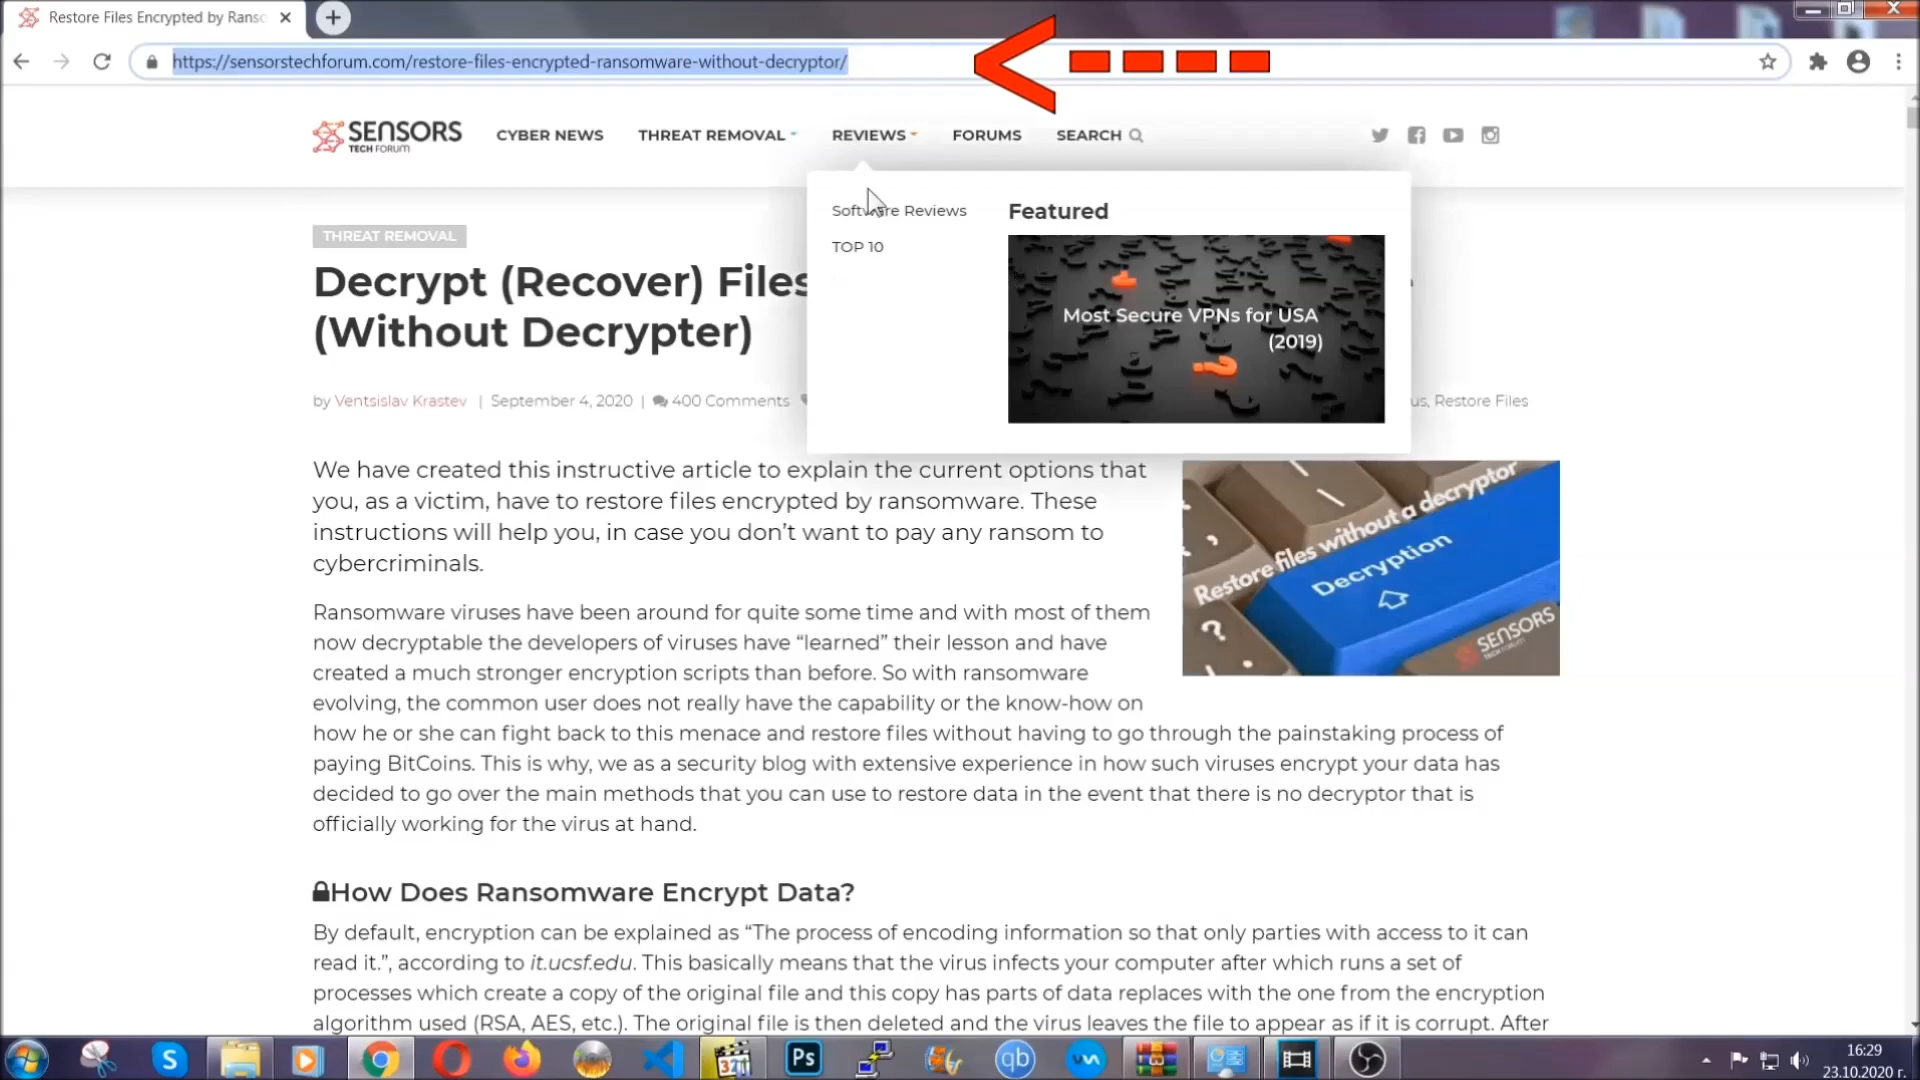 Restore Files Encrypted by Ranso
https://sensorstechforum.com/restore-files-encrypted-ransomware-without-decryptor/
SENSORS
TECH FORUM
CYBER NEWS
THREAT REMOVAL
REVIEWS
FORUMS
SEARCH
Software Reviews
TOP 10
Featured
Most Secure VPNs for USA
(2019)
THREAT REMOVAL
Decrypt (Recover) Files
(Without Decrypter)
by Ventsislav Krastev | September 4, 2020 | 400 Comments
us, Restore Files
We have created this instructive article to explain the current options that
you, as a victim, have to restore files encrypted by ransomware. These
instructions will help you, in case you don’t want to pay any ransom to
cybercriminals.
Restore files without a decryptor
Decryption
SENSORS
Ransomware viruses have been around for quite some time and with most of them
now decryptable the developers of viruses have “learned” their lesson and have
created a much stronger encryption scripts than before. So with ransomware
evolving, the common user does not really have the capability or the know-how on
how he or she can fight back to this menace and restore files without having to go through the painstaking process of
paying BitCoins. This is why, we as a security blog with extensive experience in how such viruses encrypt your data has
decided to go over the main methods that you can use to restore data in the event that there is no decryptor that is
officially working for the virus at hand.
How Does Ransomware Encrypt Data?
By default, encryption can be explained as “The process of encoding information so that only parties with access to it can
read it.”, according to it.ucsf.edu. This basically means that the virus infects your computer after which runs a set of
processes which create a copy of the original file and this copy has parts of data replaces with the one from the encryption
algorithm used (RSA, AES, etc.). The original file is then deleted and the virus leaves the file to appear as if it is corrupt. After
S
321
Ps
qb
16:29
23.10.2020 г.